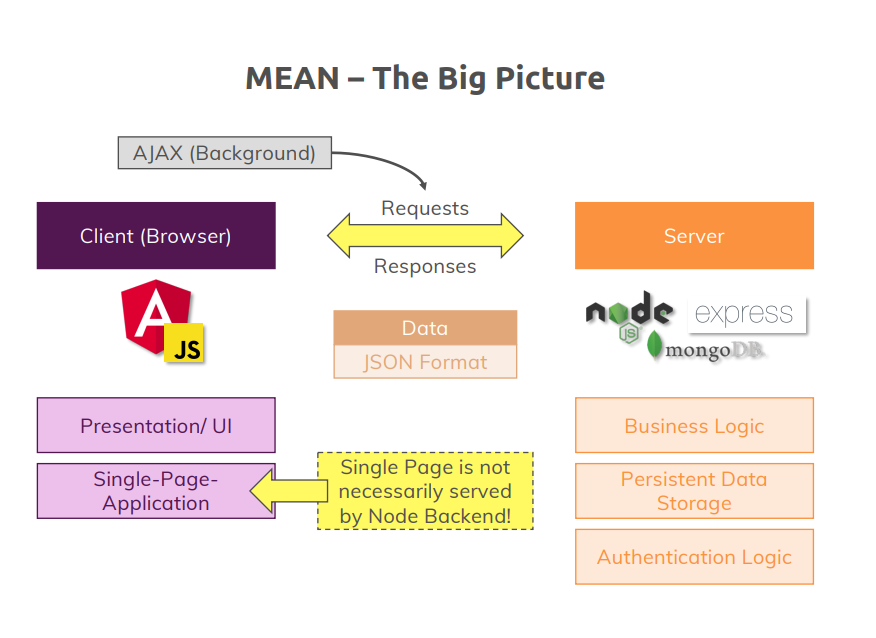 MEAN – The Big Picture
AJAX (Background)
Client (Browser)
Requests
Responses
Server
JS
node
JS
express
mongoDB
Data
JSON Format
Presentation/ UI
Single-Page-
Application
Single Page is not
necessarily served
by Node Backend!
Business Logic
Persistent Data
Storage
Authentication Logic